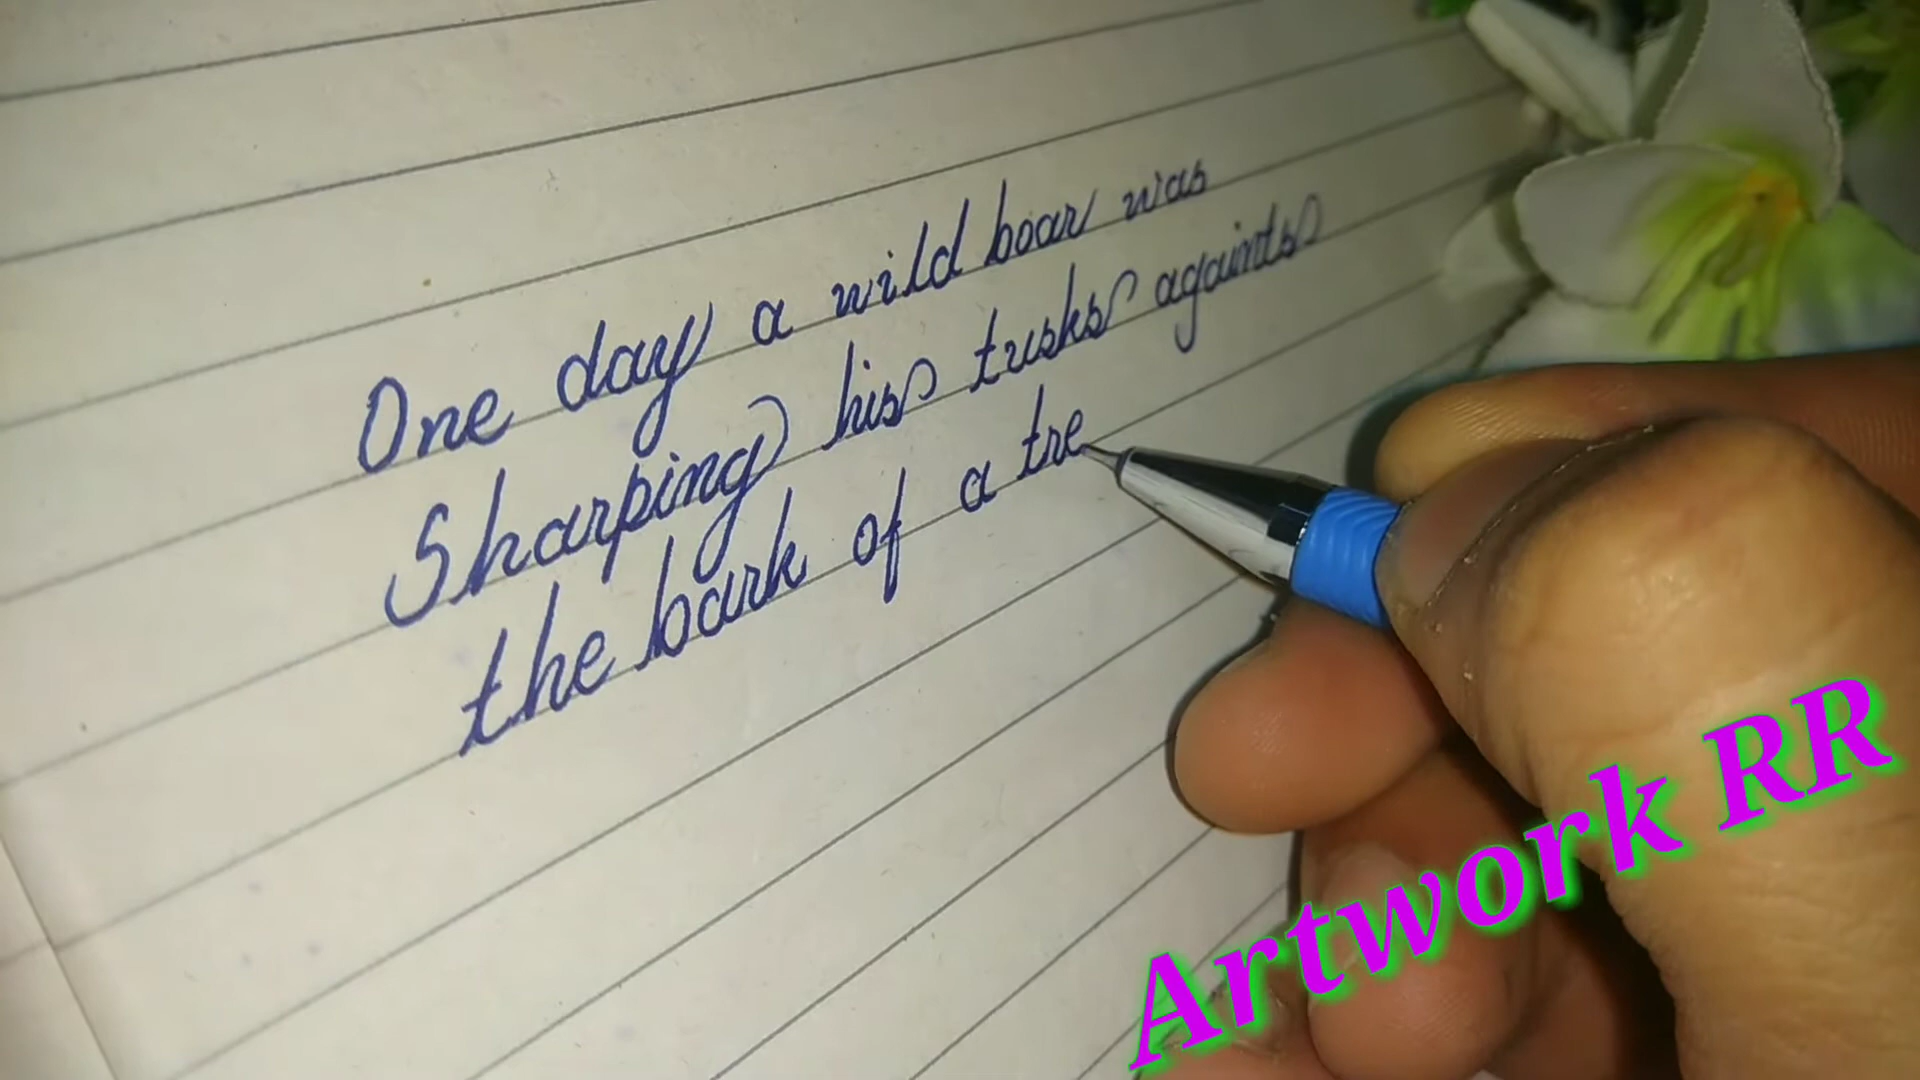 One day a wild boar was
Sharping his tusks againts
the bark of a tre
Artwork RR